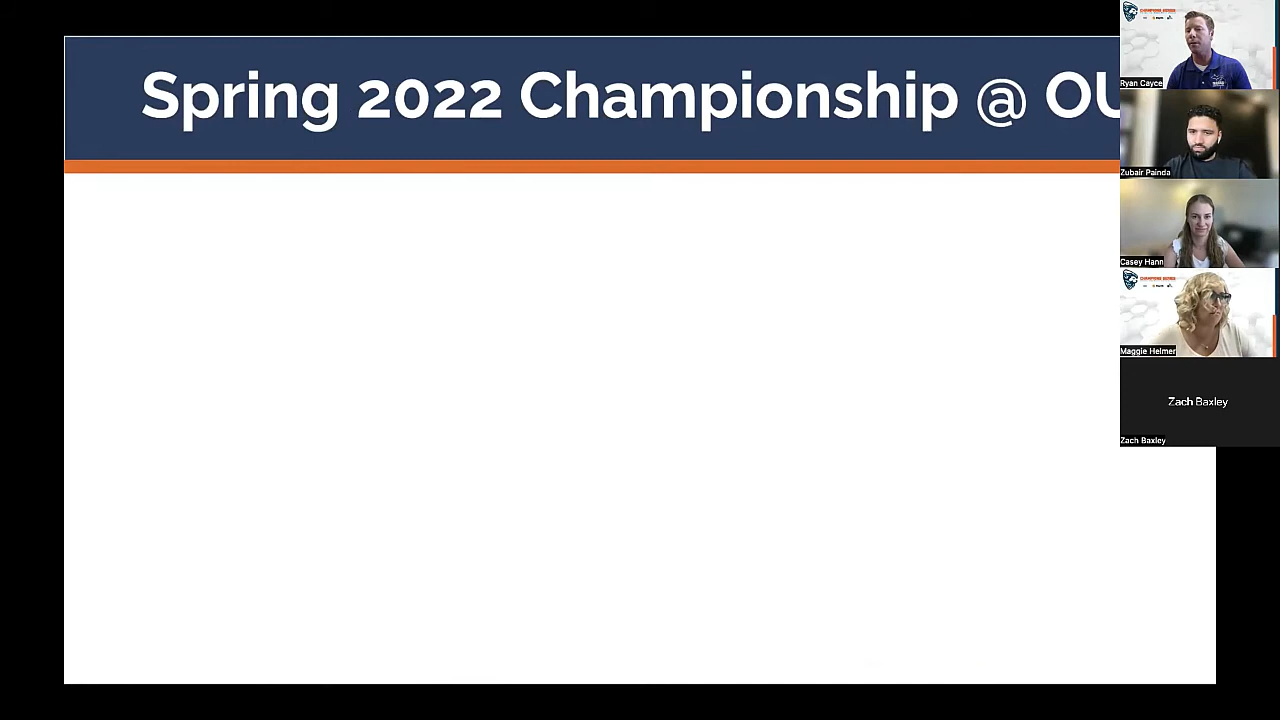 Spring 2022 Championship @ OU
Ryan Cayce
Zubair Painda
Casey Hann
Maggie Helmer
Zach Baxley
Zach Baxley